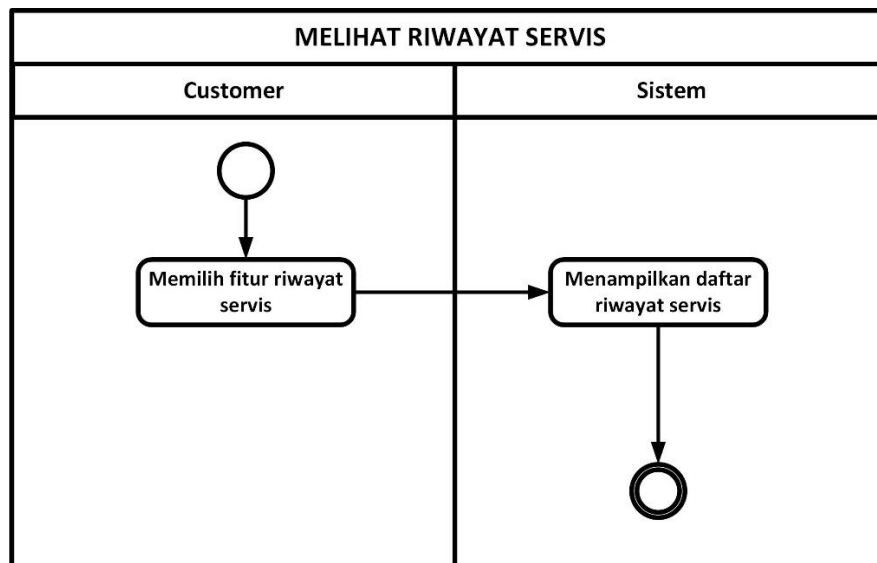 MELIHAT RIWAYAT SERVIS
Customer
Sistem
Memilih fitur riwayat
servis
Menampilkan daftar
riwayat servis